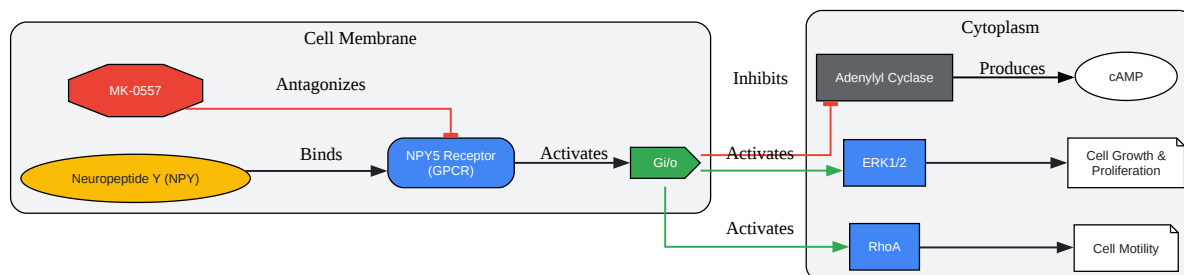 Cell Membrane
MK-0557
Antagonizes
Neuropeptide Y (NPY)
Binds
NPY5 Receptor
(GPCR)
Activates
Gi/o
Inhibits
Activates
Activates
Cytoplasm
Adenylyl Cyclase
Produces
cAMP
ERK1/2
Cell Growth &
Proliferation
RhoA
Cell Motility